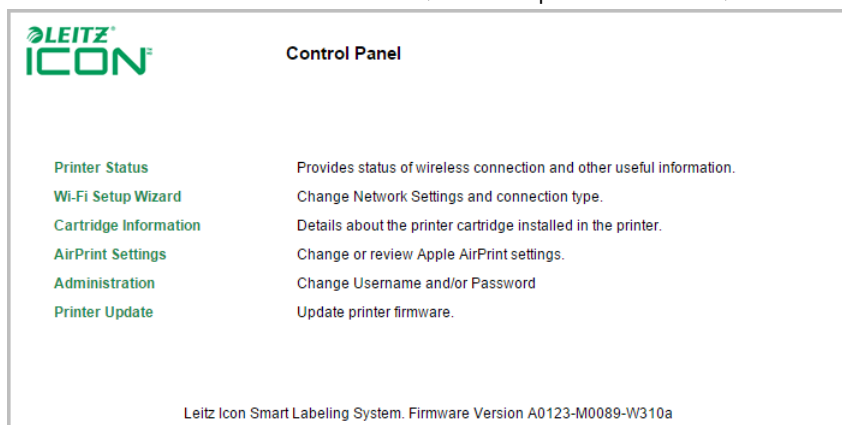 LEITZ®
ICON™
Control Panel
Printer Status Provides status of wireless connection and other useful information.
Wi-Fi Setup Wizard Change Network Settings and connection type.
Cartridge Information Details about the printer cartridge installed in the printer.
AirPrint Settings Change or review Apple AirPrint settings.
Administration Change Username and/or Password
Printer Update Update printer firmware.
Leitz Icon Smart Labeling System. Firmware Version A0123-M0089-W310a